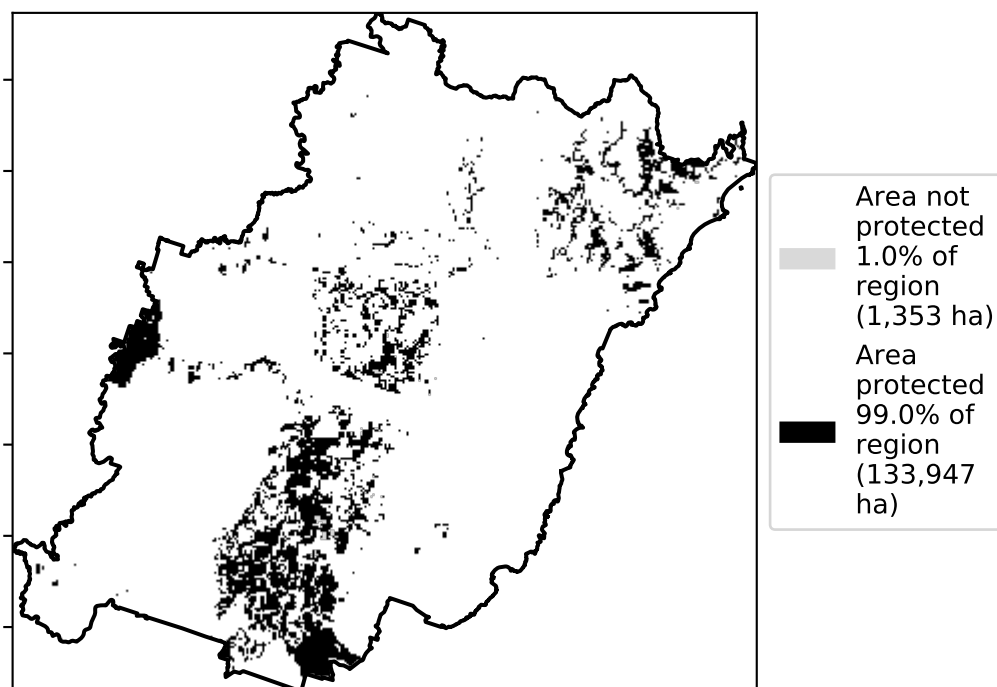 Area not
protected
1.0% of
region
(1,353 ha)
Area
protected
99.0% of
region
(133,947
ha)